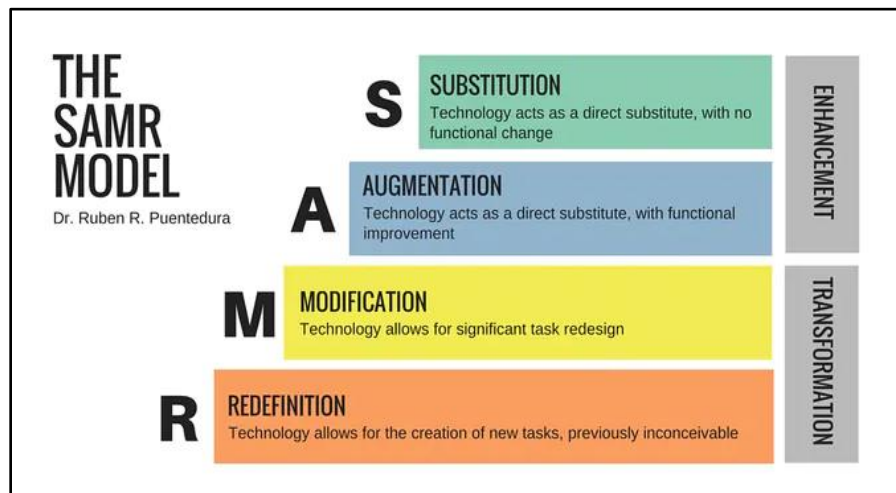 THE
SAMR
MODEL
Dr. Ruben R. Puentedura
S
SUBSTITUTION
Technology acts as a direct substitute, with no
functional change
A
AUGMENTATION
Technology acts as a direct substitute, with functional
improvement
ENHANCEMENT
M
MODIFICATION
Technology allows for significant task redesign
R
REDEFINITION
Technology allows for the creation of new tasks, previously inconceivable
TRANSFORMATION